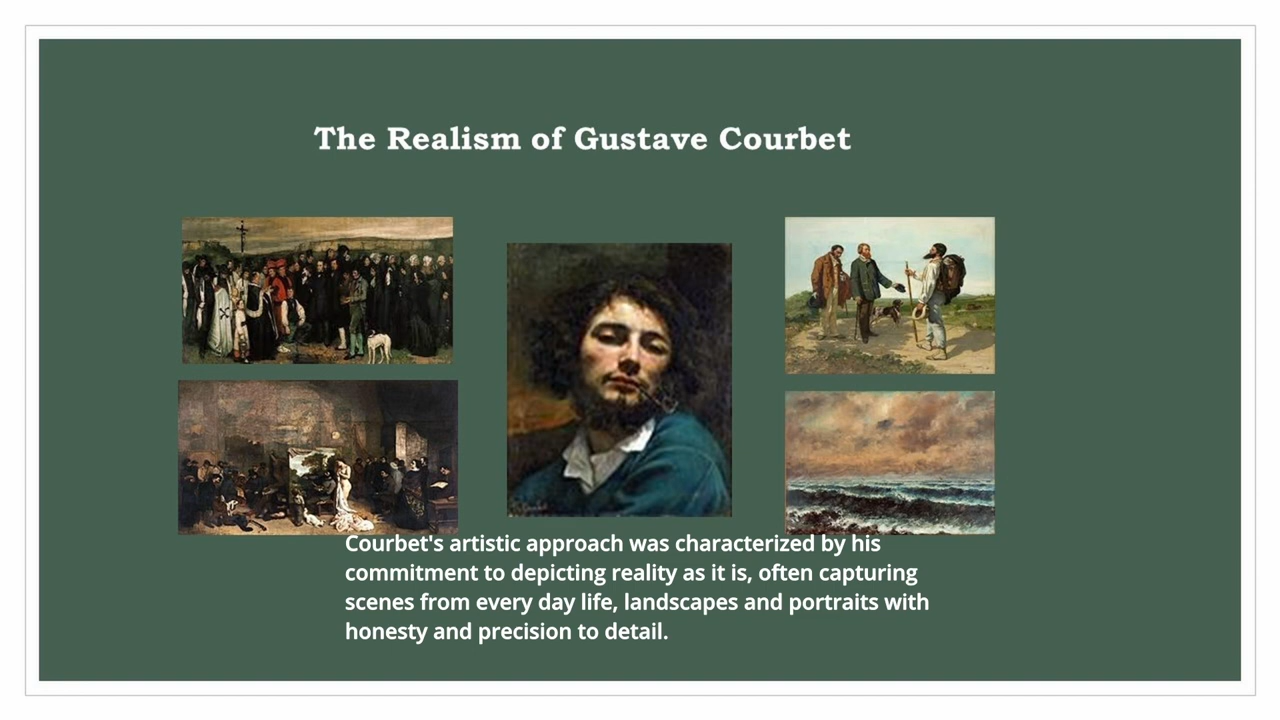 The Realism of Gustave Courbet
Courbet's artistic approach was characterized by his
commitment to depicting reality as it is, often capturing
scenes from every day life, landscapes and portraits with
honesty and precision to detail.